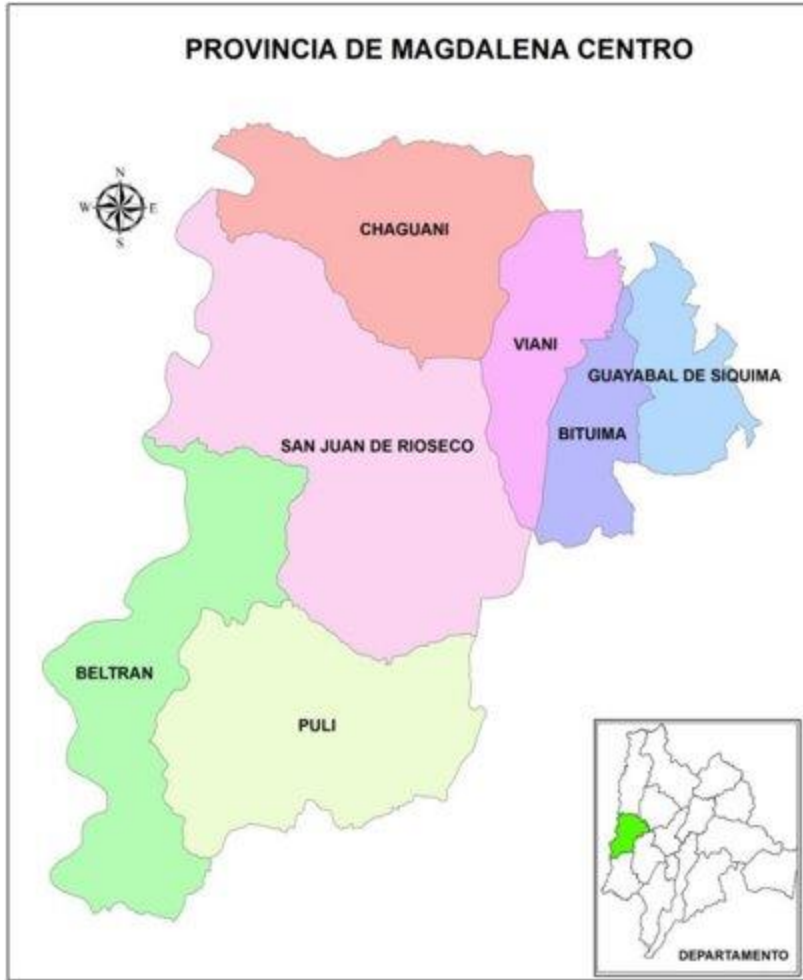 PROVINCIA DE MAGDALENA CENTRO
N
W E
S
CHAGUANI
VIANI
GUAYABAL DE SIQUIMA
BITUIMA
SAN JUAN DE RIOSECO
BELTRAN
PULI
DEPARTAMENTO